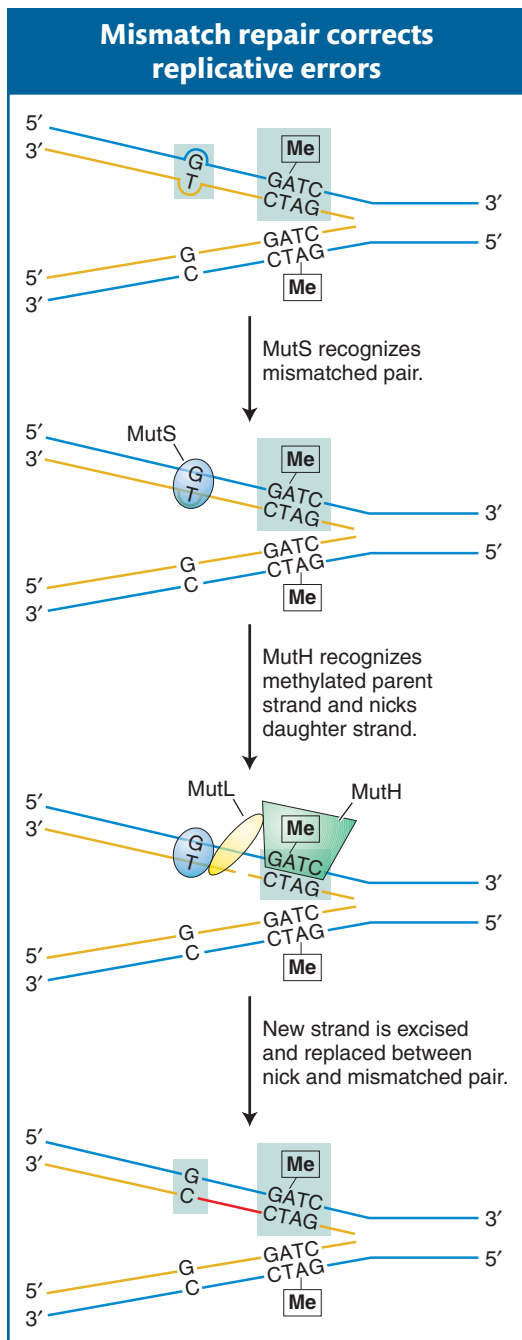 Mismatch repair corrects
replicative errors
5′
3′
G
T
Me
GATC
CTAG
3′
GATC
CTAG
5′
G
C
5′
3′
Me
MutS recognizes
mismatched pair.
5′
3′
MutS
G
T
Me
GATC
CTAG
3′
GATC
CTAG
5′
G
C
5′
3′
Me
MutH recognizes
methylated parent
strand and nicks
daughter strand.
MutL
MutH
5′
3′
G
T
Me
GATC
CTAG
3′
GATC
CTAG
5′
G
C
5′
3′
Me
New strand is excised
and replaced between
nick and mismatched pair.
5′
3′
G
C
Me
GATC
CTAG
3′
GATC
CTAG
5′
G
C
5′
3′
Me